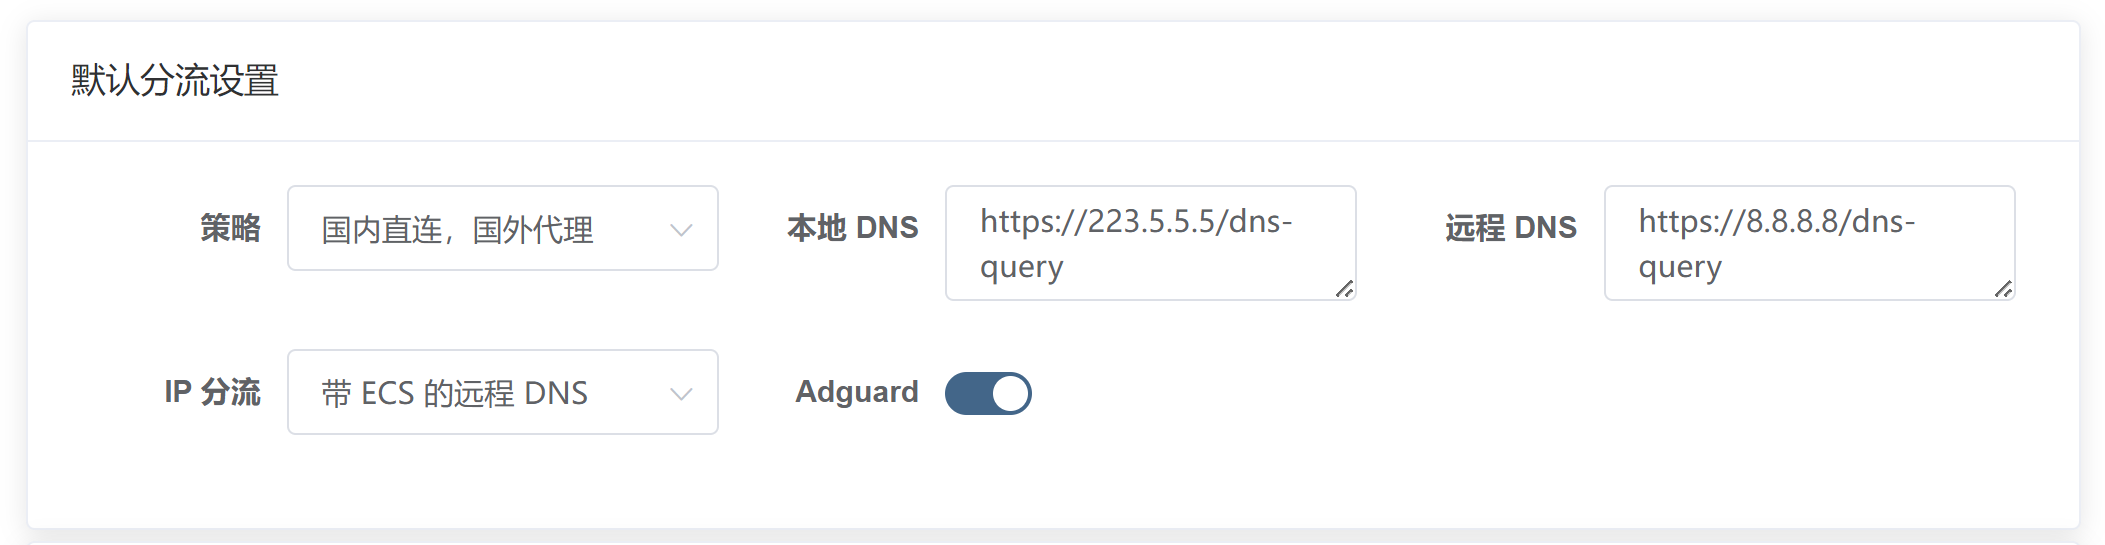 默认分流设置
策略
国内直连，国外代理
本地 DNS
https://223.5.5.5/dns-
query
远程 DNS
https://8.8.8.8/dns-
query
IP 分流
带 ECS 的远程 DNS
Adguard